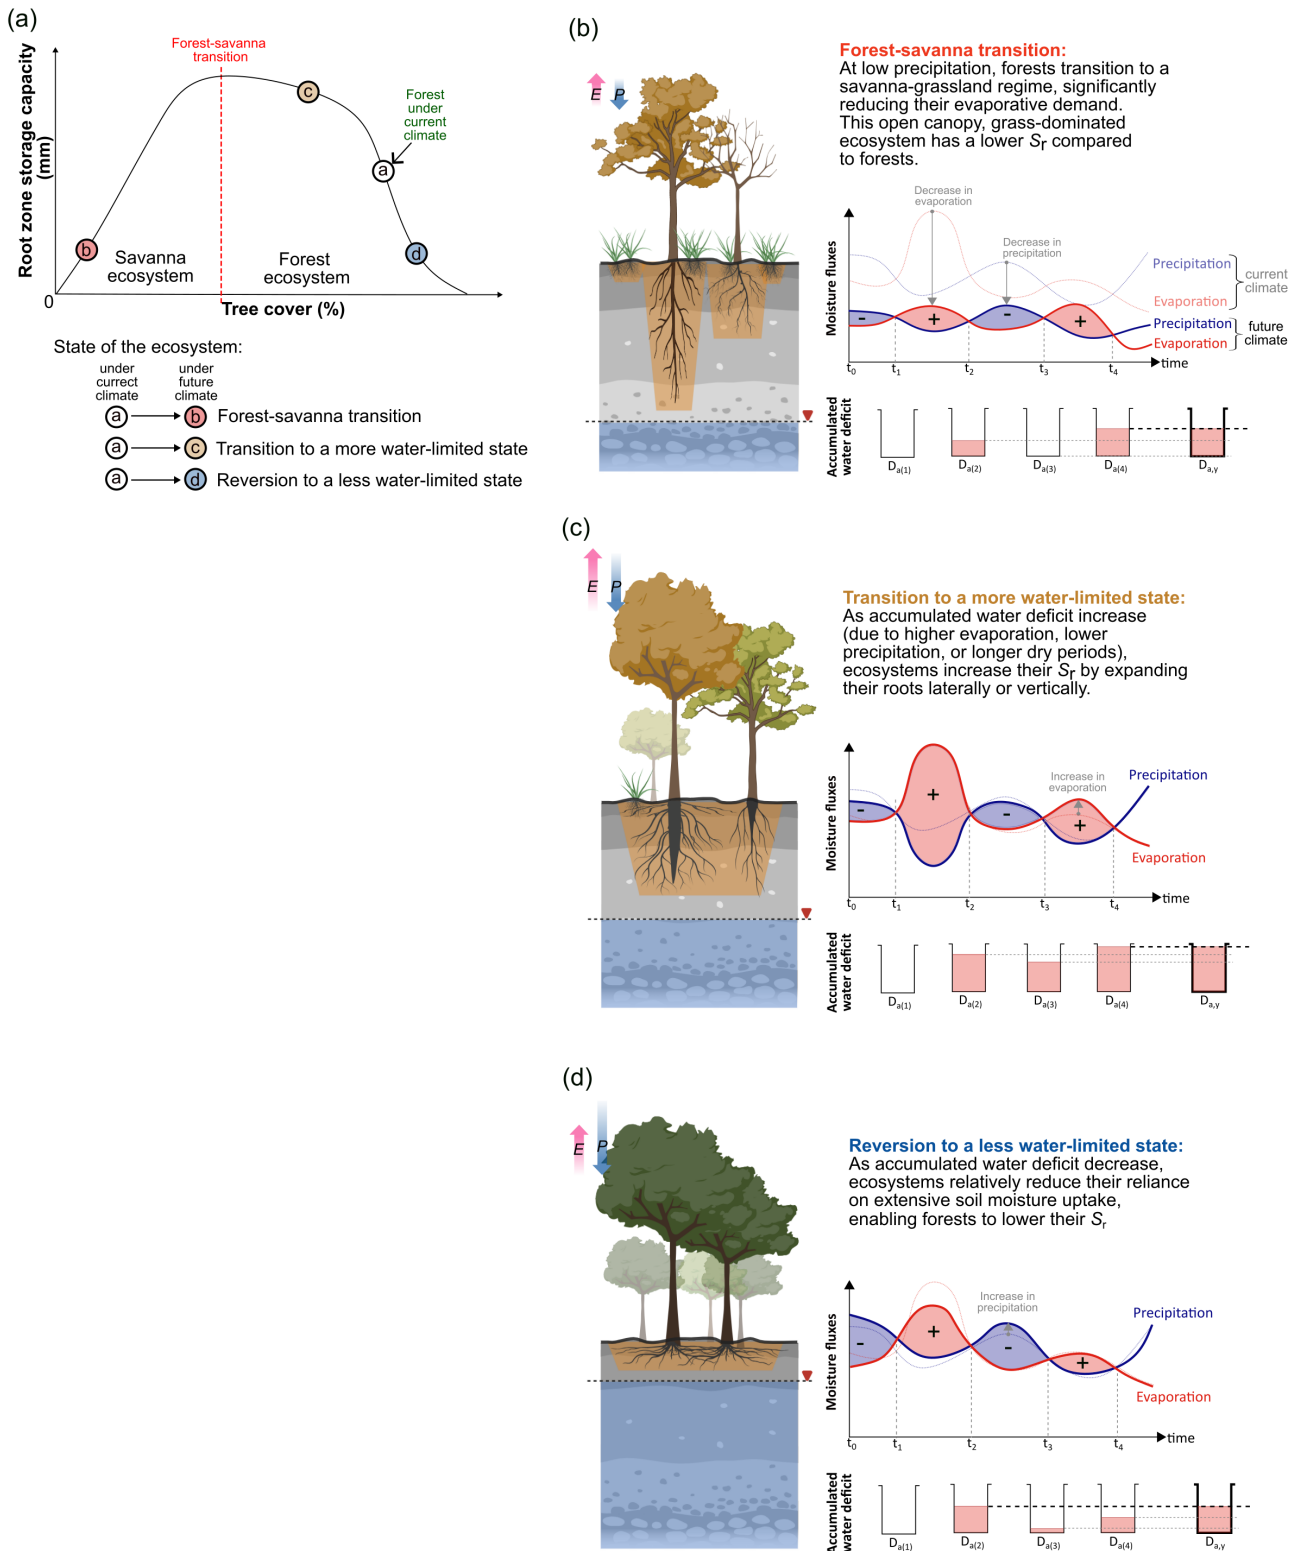 (a)
Root zone storage capacity
(mm)
Forest-savanna
transition
Forest
under
current
climate
c
a
b
d
Savanna
ecosystem
Forest
ecosystem
0
Tree cover (%)
State of the ecosystem:
under
currect
climate
under
future
climate
a
b
Forest-savanna transition
a
c
Transition to a more water-limited state
a
d
Reversion to a less water-limited state
(b)
E
P
Forest-savanna transition:
At low precipitation, forests transition to a
savanna-grassland regime, significantly
reducing their evaporative demand.
This open canopy, grass-dominated
ecosystem has a lower Sr compared
to forests.
Moisture fluxes
Decrease in
evaporation
Decrease in
precipitation
Precipitation
Evaporation
current
climate
Precipitation
Evaporation
future
climate
-
+
-
+
t0
t1
t2
t3
t4
time
Accumulated
water deficit
Da(1)
Da(2)
Da(3)
Da(4)
Da,y
(c)
E
P
Transition to a more water-limited state:
As accumulated water deficit increase
(due to higher evaporation, lower
precipitation, or longer dry periods),
ecosystems increase their Sr by expanding
their roots laterally or vertically.
Moisture fluxes
Increase in
evaporation
Precipitation
Evaporation
-
+
-
+
t0
t1
t2
t3
t4
time
Accumulated
water deficit
Da(1)
Da(2)
Da(3)
Da(4)
Da,y
(d)
E
P
Reversion to a less water-limited state:
As accumulated water deficit decrease,
ecosystems relatively reduce their reliance
on extensive soil moisture uptake,
enabling forests to lower their Sr
Moisture fluxes
Increase in
precipitation
Precipitation
Evaporation
+
-
+
t0
t1
t2
t3
t4
time
Accumulated
water deficit
Da(1)
Da(2)
Da(3)
Da(4)
Da,y